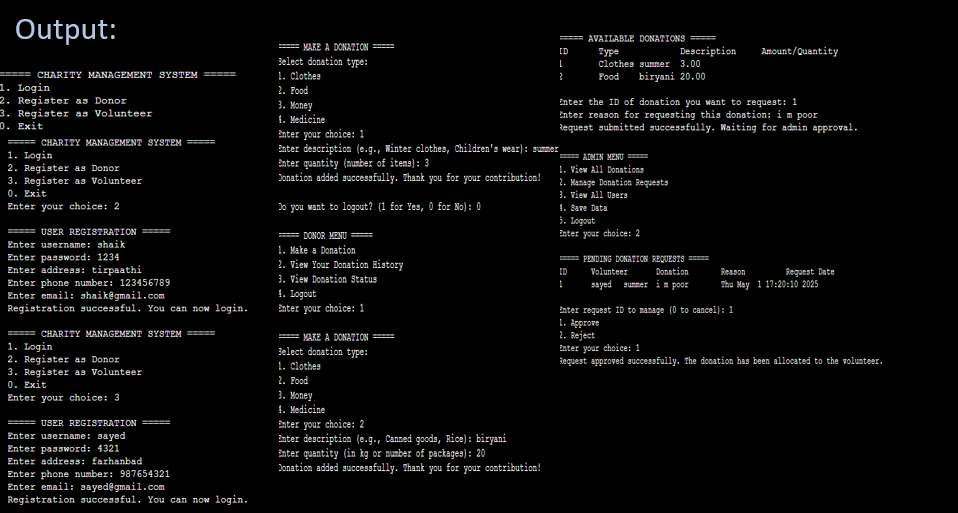 Output:
===== CHARITY MANAGEMENT SYSTEM =====
1. Login
2. Register as Donor
3. Register as Volunteer
0. Exit
===== CHARITY MANAGEMENT SYSTEM =====
1. Login
2. Register as Donor
3. Register as Volunteer
0. Exit
Enter your choice: 2
===== USER REGISTRATION =====
Enter username: shaik
Enter password: 1234
Enter address: tirpaathi
Enter phone number: 123456789
Enter email: shaik@gmail.com
Registration successful. You can now login.
===== CHARITY MANAGEMENT SYSTEM =====
1. Login
2. Register as Donor
3. Register as Volunteer
0. Exit
Enter your choice: 3
===== USER REGISTRATION =====
Enter username: sayed
Enter password: 4321
Enter address: farhanbad
Enter phone number: 987654321
Enter email: sayed@gmail.com
Registration successful. You can now login.
===== MAKE A DONATION =====
Select donation type:
1. Clothes
2. Food
3. Money
4. Medicine
Enter your choice: 1
Enter description (e.g., Winter clothes, Children's wear): summer
Enter quantity (number of items): 3
Donation added successfully. Thank you for your contribution!
Do you want to logout? (1 for Yes, 0 for No): 0
===== DONOR MENU =====
1. Make a Donation
2. View Your Donation History
3. View Donation Status
4. Logout
Enter your choice: 1
===== MAKE A DONATION =====
Select donation type:
1. Clothes
2. Food
3. Money
4. Medicine
Enter your choice: 2
Enter description (e.g., Canned goods, Rice): biryani
Enter quantity (in kg or number of packages): 20
Donation added successfully. Thank you for your contribution!
===== AVAILABLE DONATIONS =====
ID Type Description Amount/Quantity
1 Clothes summer 3.00
2 Food biryani 20.00
Enter the ID of donation you want to request: 1
Enter reason for requesting this donation: i m poor
Request submitted successfully. Waiting for admin approval.
===== ADMIN MENU =====
1. View All Donations
2. Manage Donation Requests
3. View All Users
4. Save Data
5. Logout
Enter your choice: 2
===== PENDING DONATION REQUESTS =====
ID Volunteer Donation Reason Request Date
1 sayed summer i m poor Thu May 1 17:20:10 2025
Enter request ID to manage (0 to cancel): 1
1. Approve
2. Reject
Enter your choice: 1
Request approved successfully. The donation has been allocated to the volunteer.